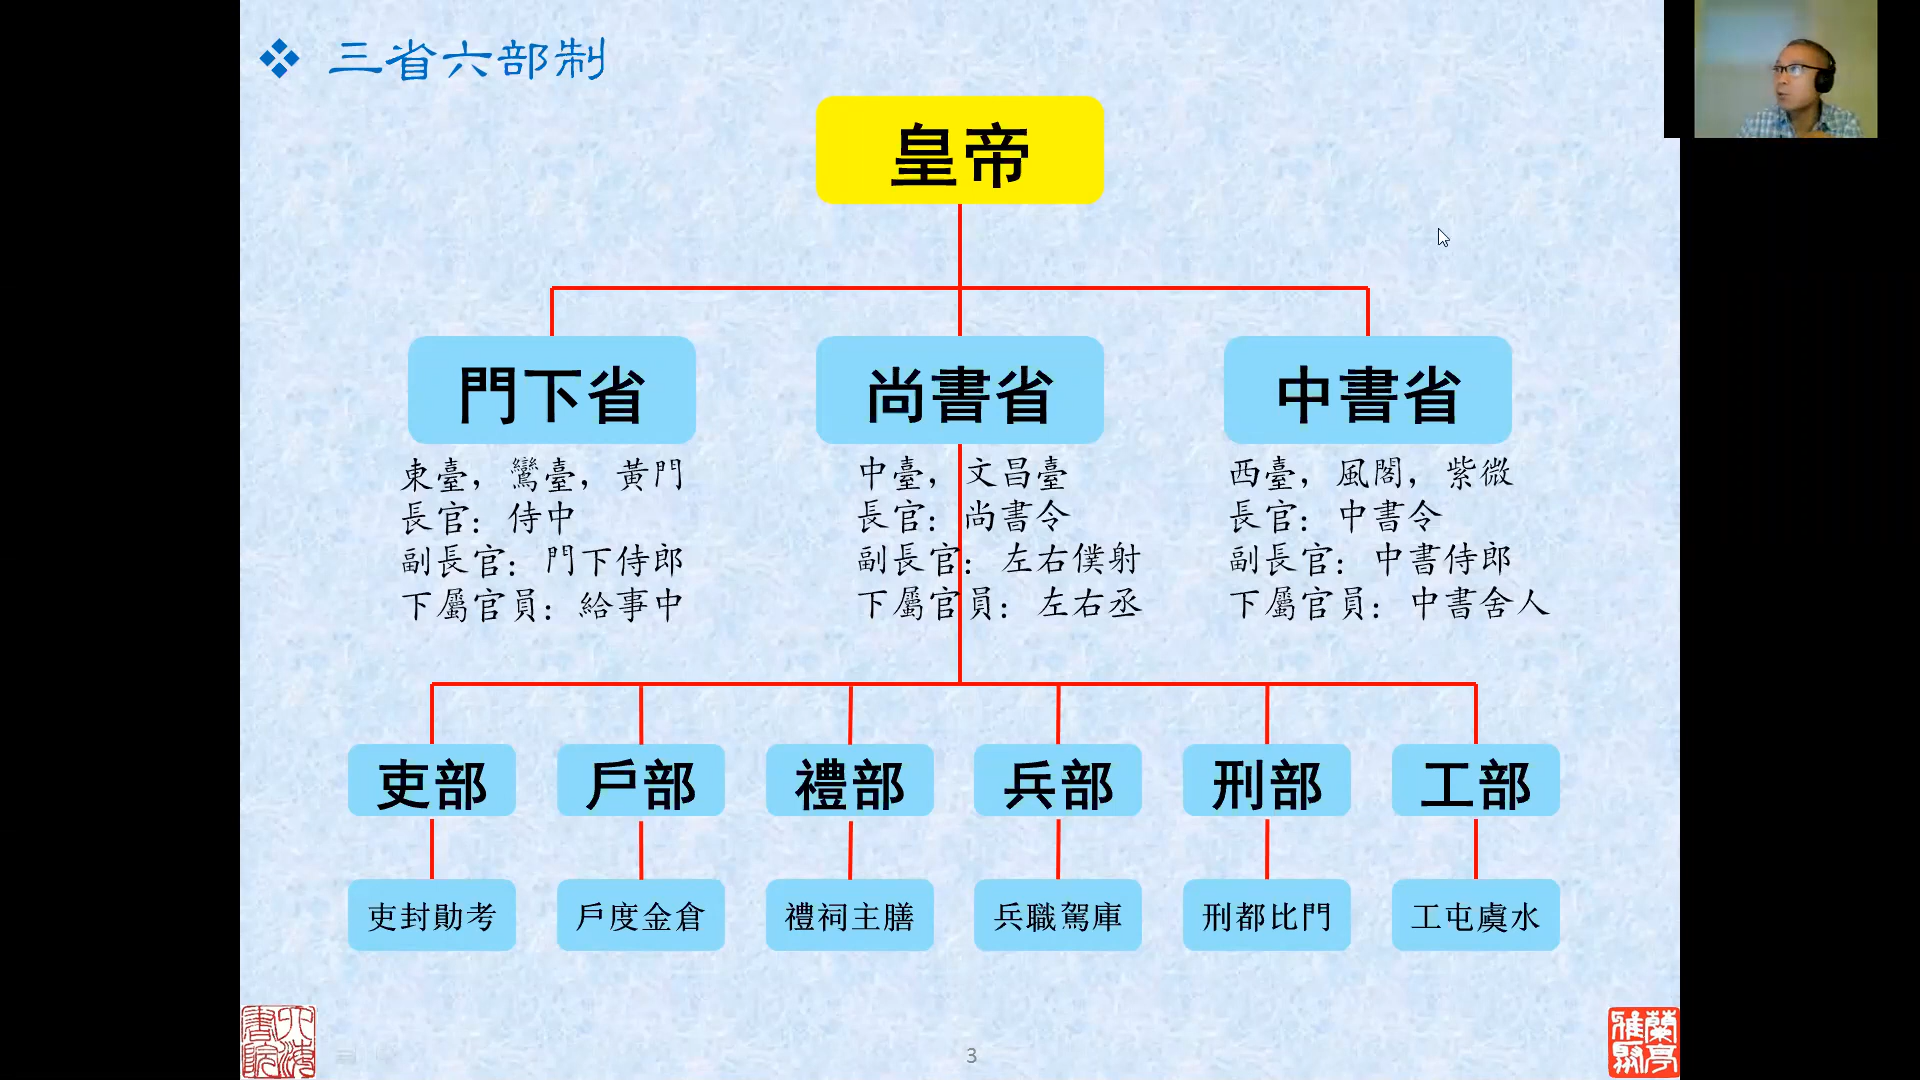 三省六部制
皇帝
門下省
尚書省
中書省
東臺，鸞臺，黃門
長官：侍中
副長官：門下侍郎
下屬官員：給事中
中臺，文昌臺
長官：尚書令
副長官：左右僕射
下屬官員：左右丞
西臺，風閣，紫微
長官：中書令
副長官：中書侍郎
下屬官員：中書舍人
吏部
戶部
禮部
兵部
刑部
工部
吏封勛考
戶度金倉
禮祠主膳
兵職駕庫
刑都比門
工屯虞水
3